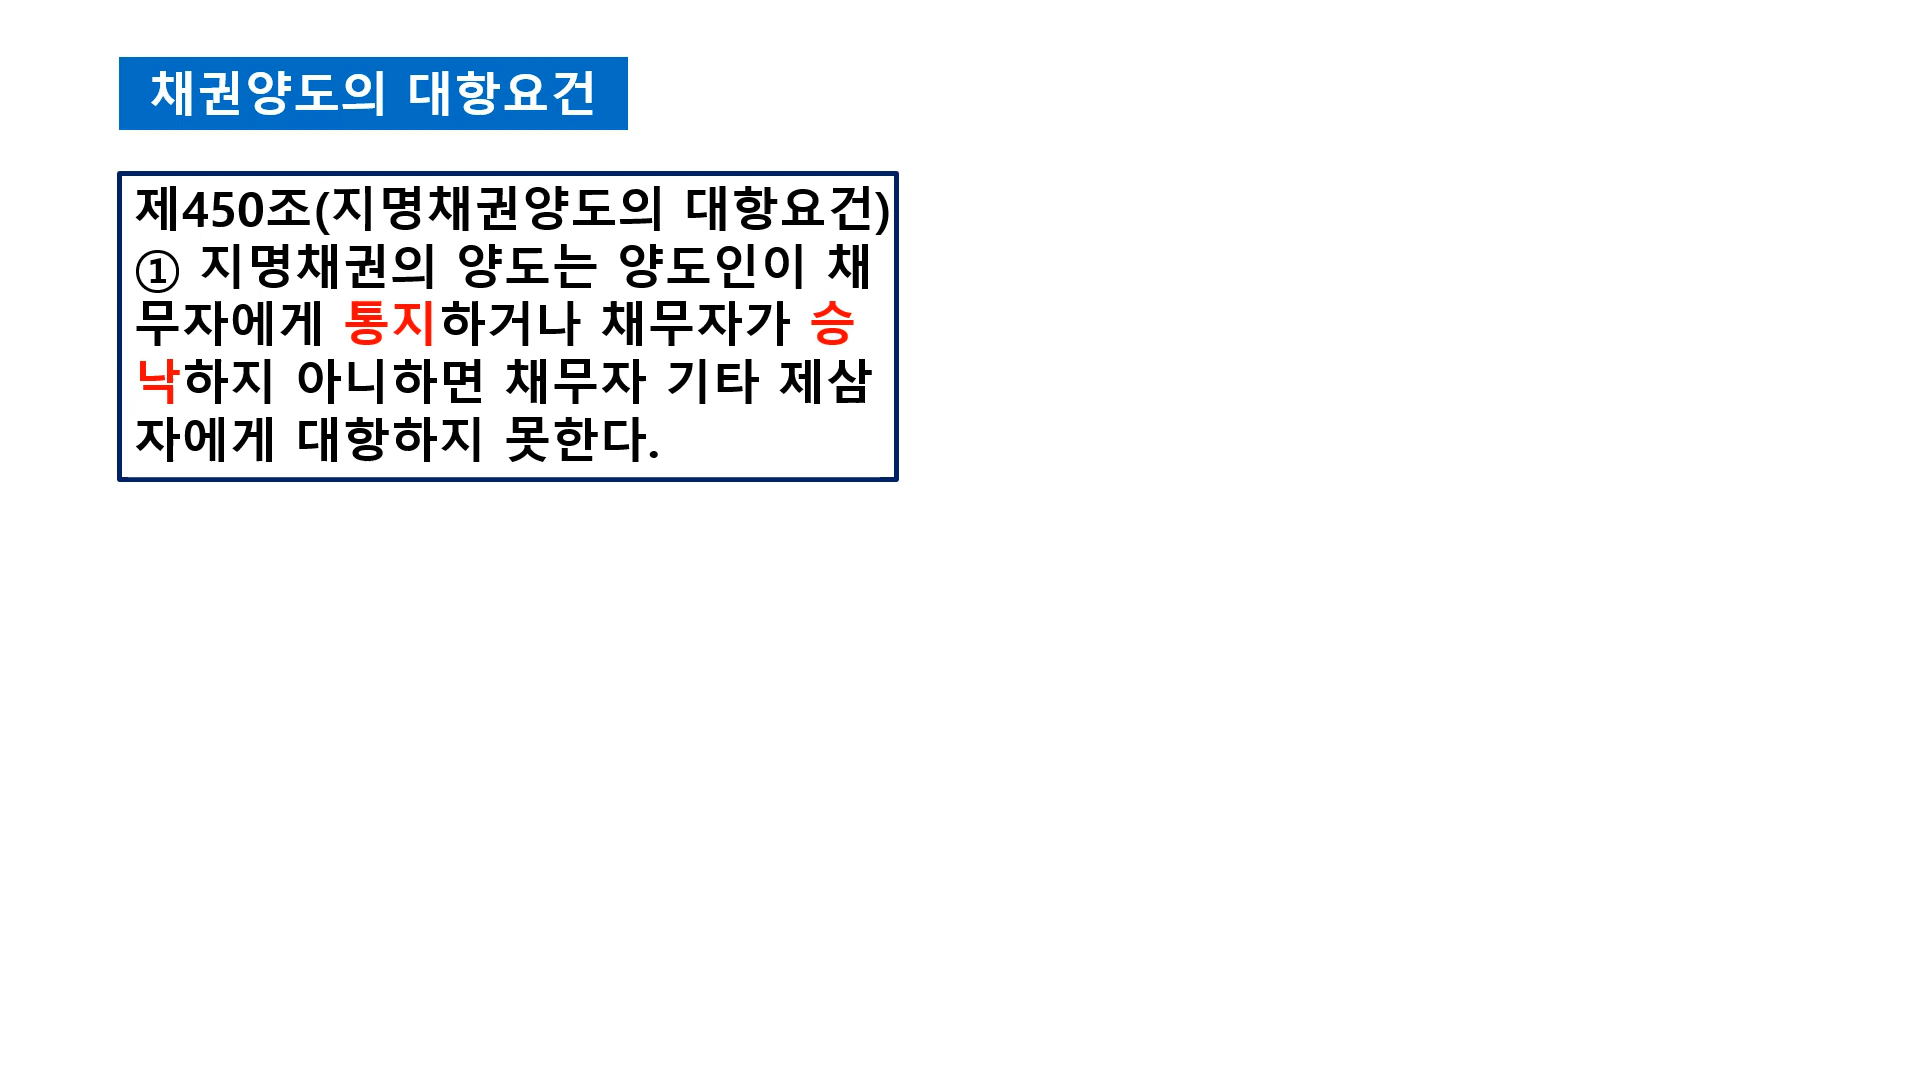 채권양도의 대항요건
제450조(지명채권양도의 대항요건)
① 지명채권의 양도는 양도인이 채
무자에게 통지하거나 채무자가 승
낙하지 아니하면 채무자 기타 제삼
자에게 대항하지 못한다.